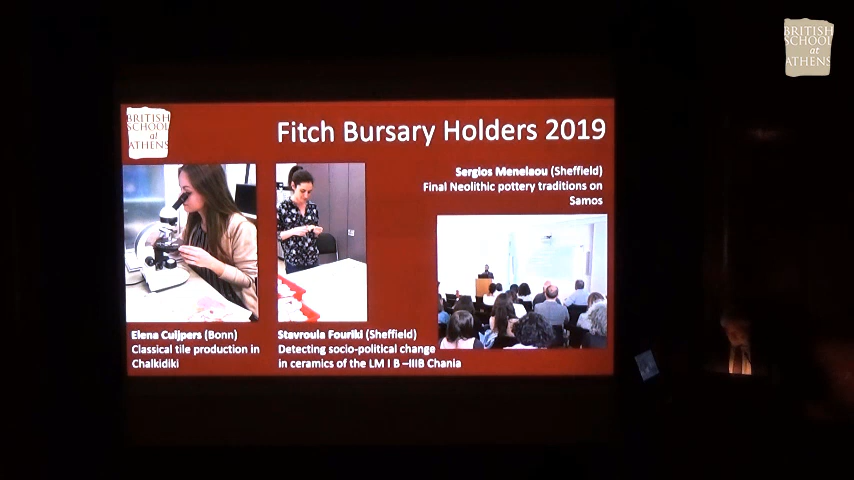 BRITISH
SCHOOL
at
ATHENS
BRITISH
SCHOOL
at
ATHENS
Fitch Bursary Holders 2019
Sergios Menelaou (Sheffield)
Final Neolithic pottery traditions on
Samos
Elena Cuijpers (Bonn)
Classical tile production in
Chalkidiki
Stavroula Fouriki (Sheffield)
Detecting socio-political change
in ceramics of the LM I B –IIIB Chania